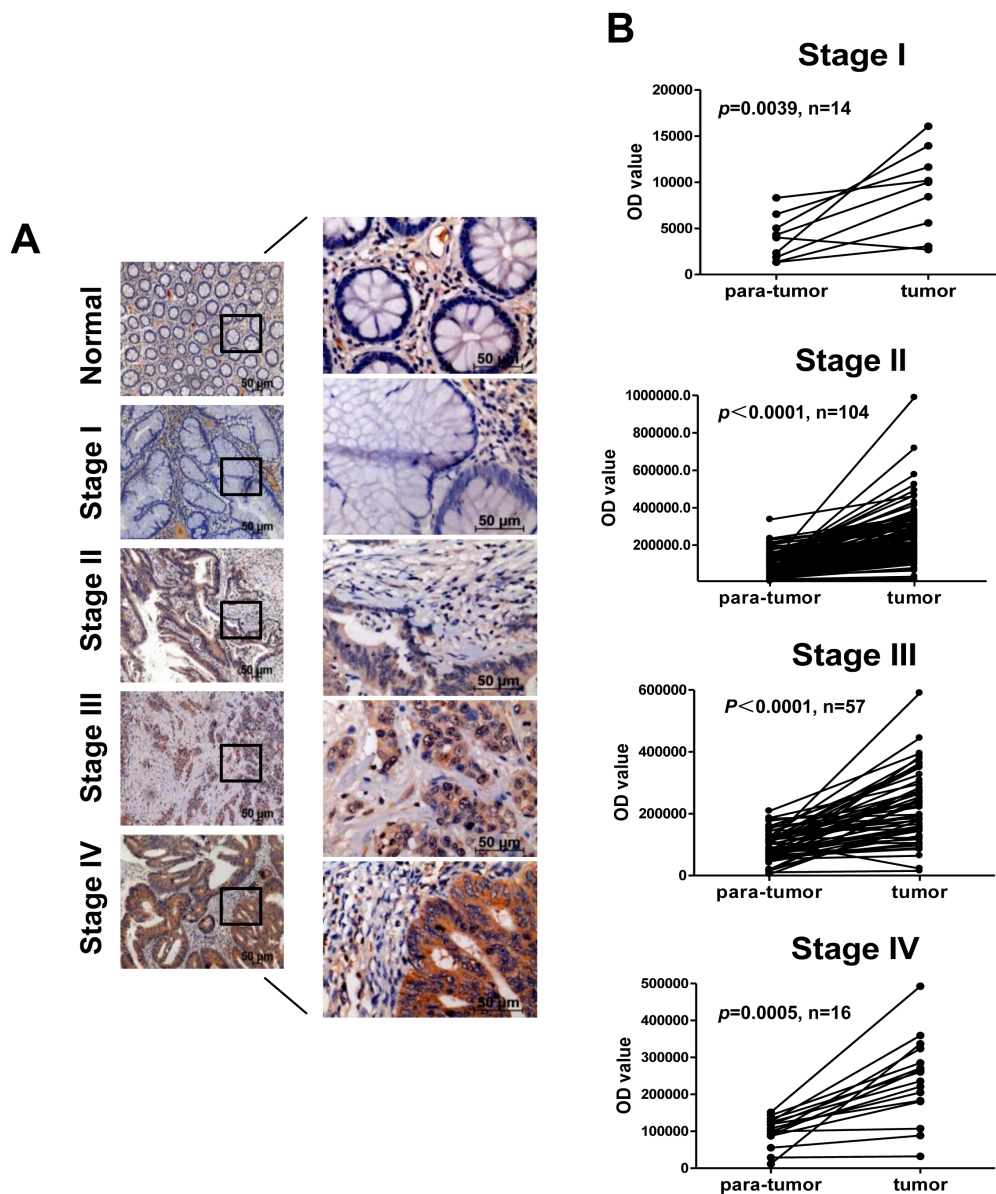 A
Normal
50 µm
50 µm
Stage I
50 µm
50 µm
Stage II
50 µm
50 µm
Stage III
50 µm
50 µm
Stage IV
50 µm
50 µm
B
Stage I
p=0.0039, n=14
OD value
20000
15000
10000
5000
0
para-tumor tumor
Stage II
p<0.0001, n=104
OD value
1000000.0
800000.0
600000.0
400000.0
200000.0
para-tumor tumor
Stage III
P<0.0001, n=57
OD value
600000
400000
200000
0
para-tumor tumor
Stage IV
p=0.0005, n=16
OD value
500000
400000
300000
200000
100000
0
para-tumor tumor